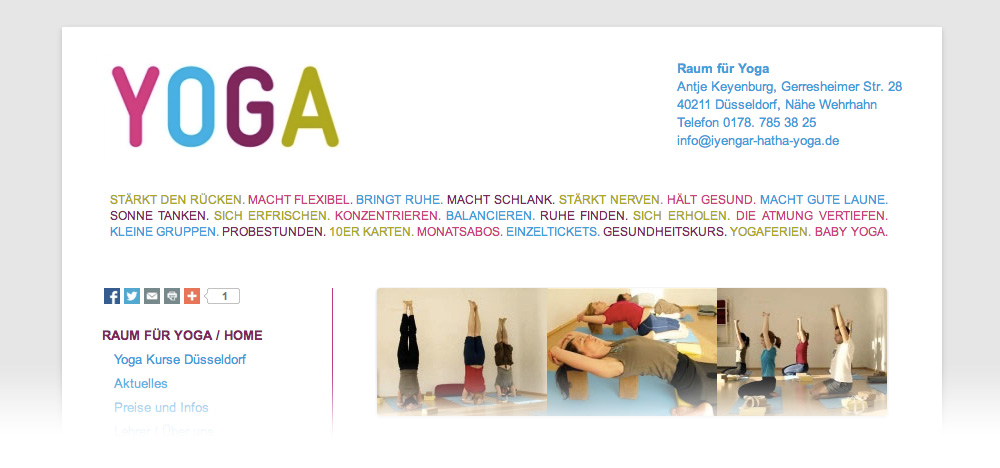 YOGA
Raum für Yoga
Antje Keyenburg, Gerresheimer Str. 28
40211 Düsseldorf, Nähe Wehrhahn
Telefon 0178. 785 38 25
info@iyengar-hatha-yoga.de
STÄRKT DEN RÜCKEN. MACHT FLEXIBEL. BRINGT RUHE. MACHT SCHLANK. STÄRKT NERVEN. HÄLT GESUND. MACHT GUTE LAUNE.
SONNE TANKEN. SICH ERFRISCHEN. KONZENTRIEREN. BALANCIEREN. RUHE FINDEN. SICH ERHOLEN. DIE ATMUNG VERTIEFEN.
KLEINE GRUPPEN. PROBESTUNDEN. 10ER KARTEN. MONATSABOS. EINZELTICKETS. GESUNDHEITSKURS. YOGAFERIEN. BABY YOGA.
1
RAUM FÜR YOGA / HOME
Yoga Kurse Düsseldorf
Aktuelles
Preise und Infos